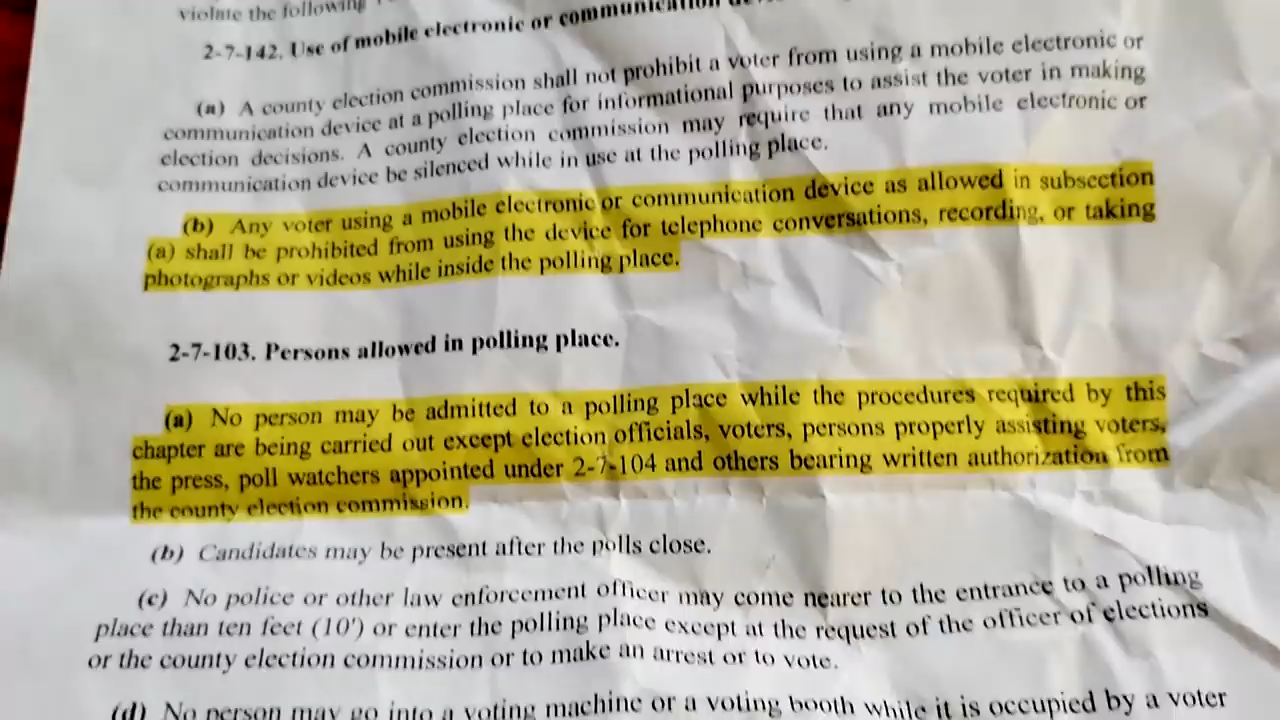 violate the following
2-7-142. Use of mobile electronic or communication
(a) A county election commission shall not prohibit a voter from using a mobile electronic or
communication device at a polling place for informational purposes to assist the voter in making
election decisions. A county election commission may require that any mobile electronic or
communication device be silenced while in use at the polling place.
(b) Any voter using a mobile electronic or communication device as allowed in subsection
(a) shall be prohibited from using the device for telephone conversations, recording, or taking
photographs or videos while inside the polling place.
2-7-103. Persons allowed in polling place.
(a) No person may be admitted to a polling place while the procedures required by this
chapter are being carried out except election officials, voters, persons properly assisting voters,
the press, poll watchers appointed under 2-7-104 and others bearing written authorization from
the county election commission.
(b) Candidates may be present after the polls close.
(c) No police or other law enforcement officer may come nearer to the entrance to a polling
place than ten feet (10') or enter the polling place except at the request of the officer of elections
or the county election commission or to make an arrest or to vote.
(d) No person may go into a voting machine or a voting booth while it is occupied by a voter